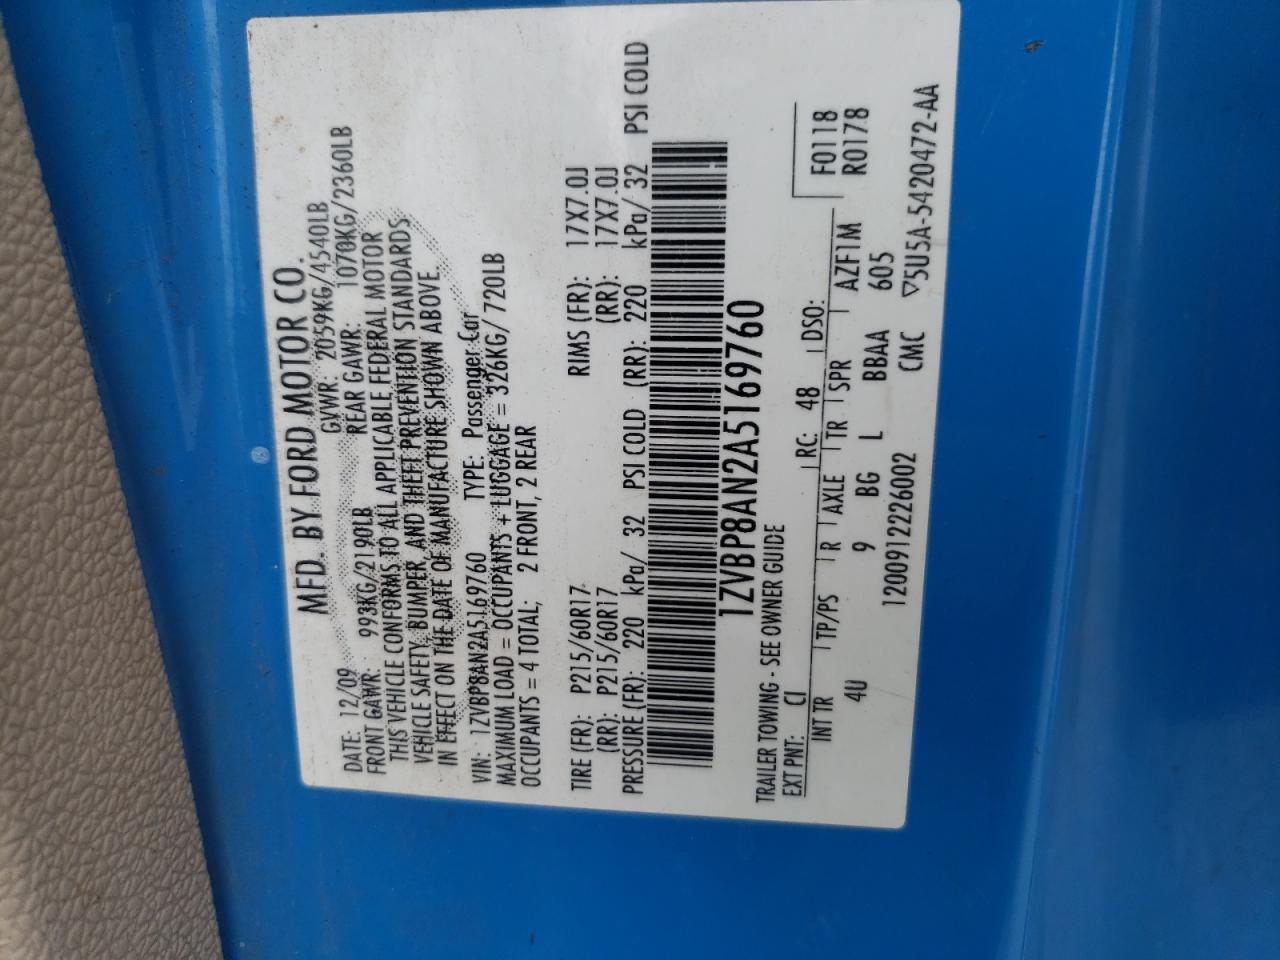 MFD. BY FORD MOTOR CO.
DATE: 12/09 GVWR: 2059KG/4540LB
FRONT GAWR: 993KG/2190LB REAR GAWR: 1070KG/2360LB
THIS VEHICLE CONFORMS TO ALL APPLICABLE FEDERAL MOTOR
VEHICLE SAFETY, BUMPER, AND THEFT PREVENTION STANDARDS
IN EFFECT ON THE DATE OF MANUFACTURE SHOWN ABOVE.
VIN: 1ZVBP8AN2A5169760 TYPE: Passenger Car
MAXIMUM LOAD = OCCUPANTS + LUGGAGE = 326KG/ 720LB
OCCUPANTS = 4 TOTAL; 2 FRONT, 2 REAR
TIRE (FR): P215/60R17 RIMS (FR): 17X7.0J
(RR): P215/60R17 (RR): 17X7.0J
PRESSURE (FR): 220 kPa/ 32 PSI COLD (RR): 220 kPa/ 32 PSI COLD
1ZVBP8AN2A5169760
TRAILER TOWING - SEE OWNER GUIDE
EXT PNT: CI RC: 48 DSO: F0118
INT TR TP/PS R AXLE TR SPR AZF1M R0178
4U 9 BG L BBAA 605
1200912226002 CMC ▽5U5A-5420472-AA